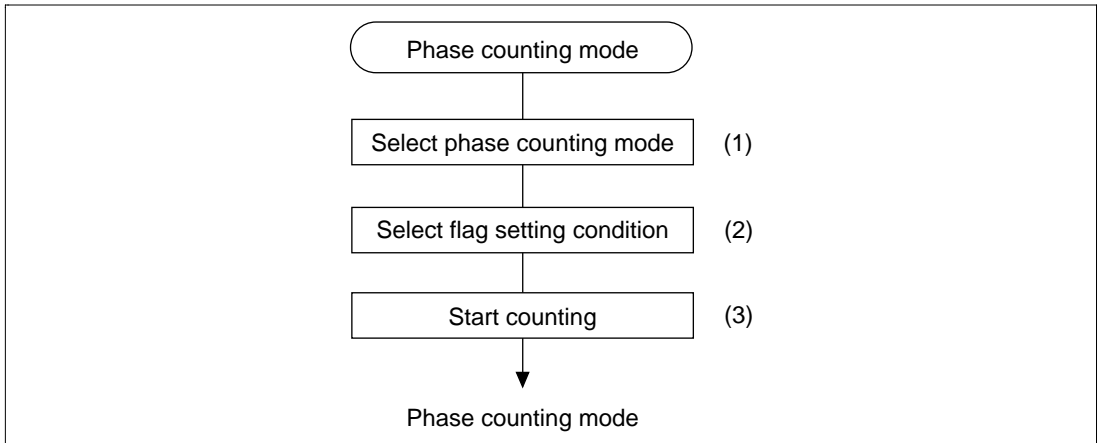 Phase counting mode
Select phase counting mode (1)
Select flag setting condition (2)
Start counting (3)
Phase counting mode